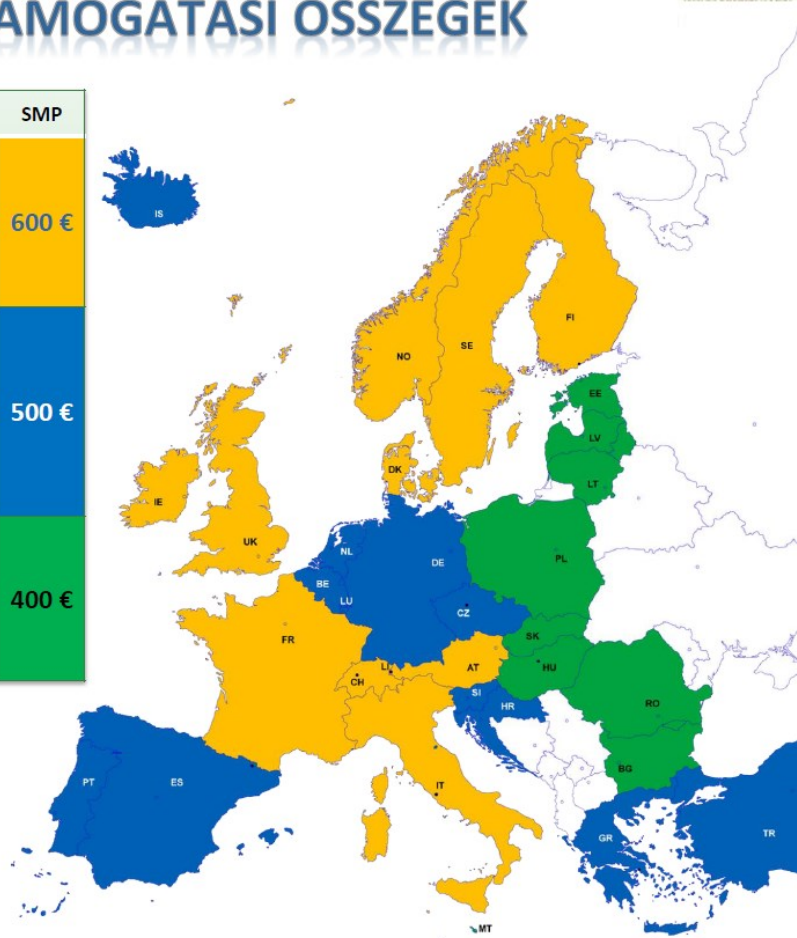 AMOGATASI OSSZEGEK
SMP
600 €
500 €
400 €
IS
FI
SE
NO
EE
LV
LT
DK
IE
UK
NL
DE
PL
BE
LU
CZ
FR
SK
LI
AT
HU
CH
SI
HR
RO
BG
PT
ES
IT
GR
TR
MT